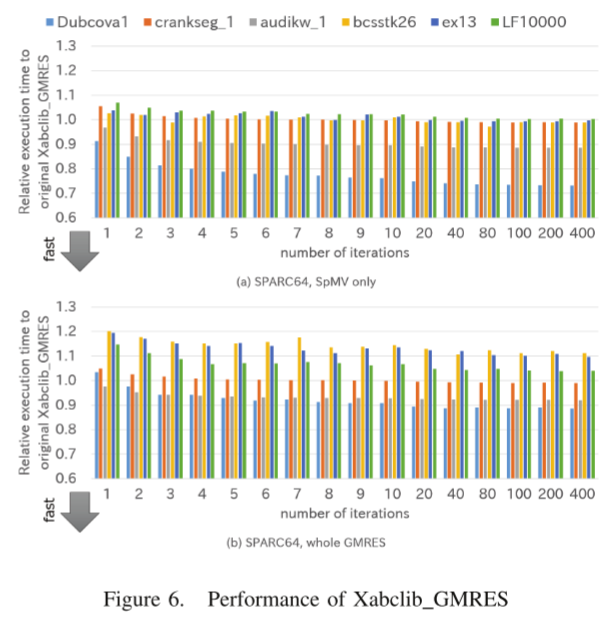 Dubcova1 crankseg_1 audikw_1 bcsstk26 ex13 LF10000
Relative execution time to
original Xabclib_GMRES
1.3
1.2
1.1
1.0
0.9
0.8
0.7
0.6
1 2 3 4 5 6 7 8 9 10 20 40 80 100 200 400
number of iterations
fast
(a) SPARC64, SpMV only
Relative execution time to
original Xabclib_GMRES
1.3
1.2
1.1
1.0
0.9
0.8
0.7
0.6
1 2 3 4 5 6 7 8 9 10 20 40 80 100 200 400
number of iterations
fast
(b) SPARC64, whole GMRES
Figure 6. Performance of Xabclib_GMRES